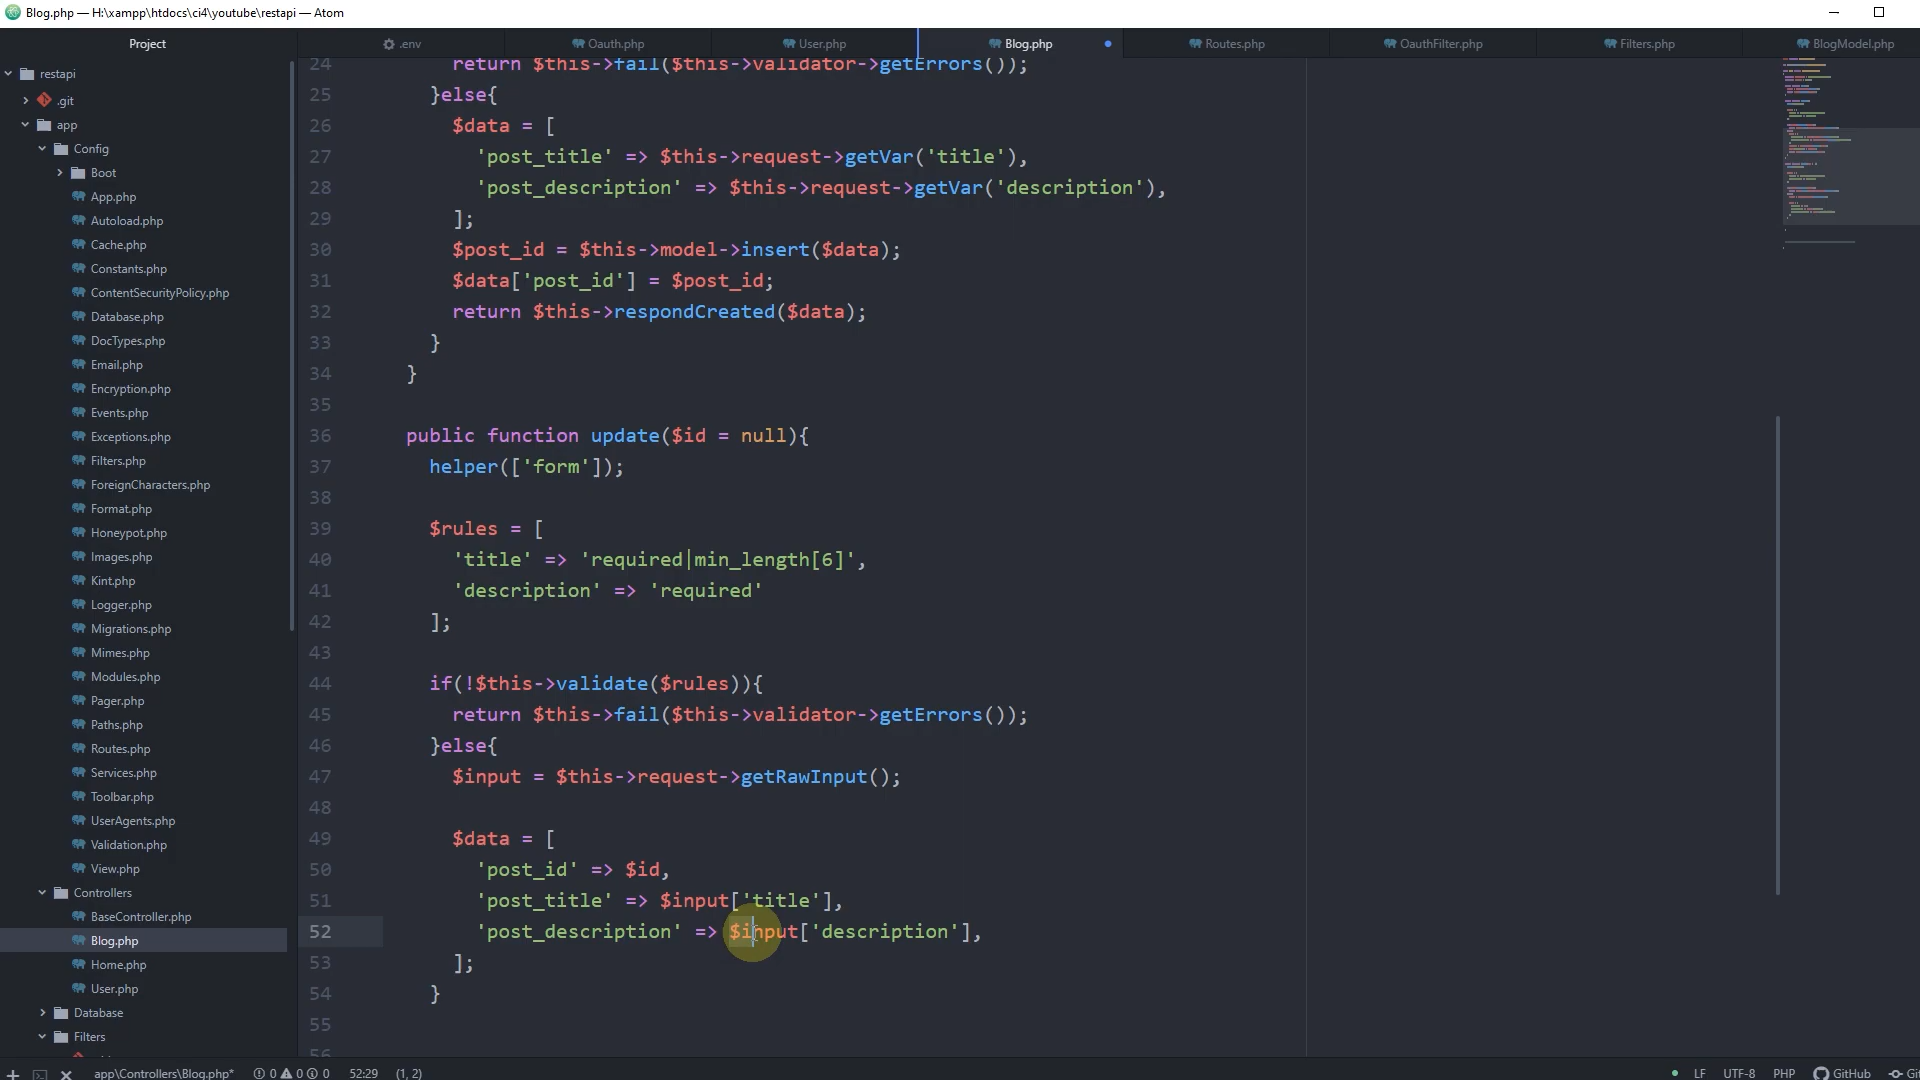 Blog.php — H:\xampp\htdocs\ci4\youtube\restapi — Atom
Project
.env
Oauth.php
User.php
Blog.php
Routes.php
OauthFilter.php
Filters.php
BlogModel.php
restapi
.git
app
Config
Boot
App.php
Autoload.php
Cache.php
Constants.php
ContentSecurityPolicy.php
Database.php
DocTypes.php
Email.php
Encryption.php
Events.php
Exceptions.php
Filters.php
ForeignCharacters.php
Format.php
Honeypot.php
Images.php
Kint.php
Logger.php
Migrations.php
Mimes.php
Modules.php
Pager.php
Paths.php
Routes.php
Services.php
Toolbar.php
UserAgents.php
Validation.php
View.php
Controllers
BaseController.php
Blog.php
Home.php
User.php
Database
Filters
24 return $this->fail($this->validator->getErrors());
25 }else{
26 $data = [
27 'post_title' => $this->request->getVar('title'),
28 'post_description' => $this->request->getVar('description'),
29 ];
30 $post_id = $this->model->insert($data);
31 $data['post_id'] = $post_id;
32 return $this->respondCreated($data);
33 }
34 }
35
36 public function update($id = null){
37 helper(['form']);
38
39 $rules = [
40 'title' => 'required|min_length[6]',
41 'description' => 'required'
42 ];
43
44 if(!$this->validate($rules)){
45 return $this->fail($this->validator->getErrors());
46 }else{
47 $input = $this->request->getRawInput();
48
49 $data = [
50 'post_id' => $id,
51 'post_title' => $input['title'],
52 'post_description' => $input['description'],
53 ];
54 }
55
56
app\Controllers\Blog.php* 0 0 0 52:29 (1, 2)
LF UTF-8 PHP GitHub Git